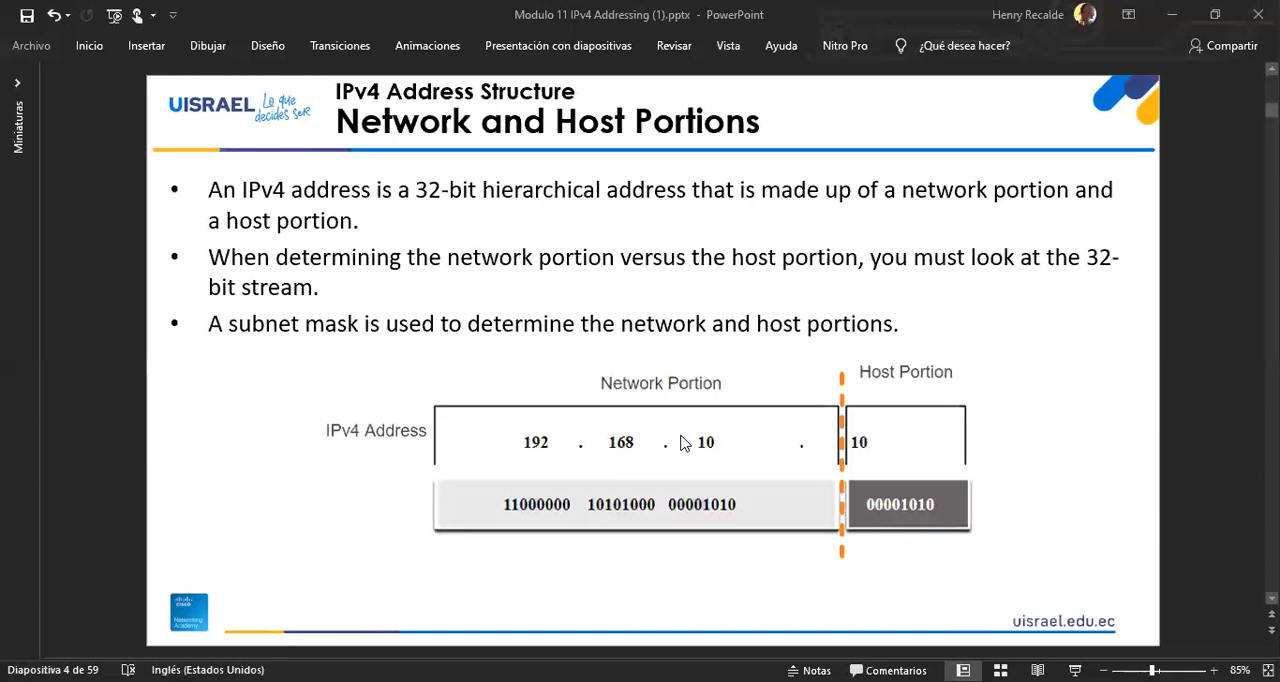 Modulo 11 IPv4 Addressing (1).pptx - PowerPoint
Henry Recalde
Archivo Inicio Insertar Dibujar Diseño Transiciones Animaciones Presentación con diapositivas Revisar Vista Ayuda Nitro Pro ¿Qué desea hacer? Compartir
Miniaturas
UISRAEL Lo que decides ser
IPv4 Address Structure
Network and Host Portions
• An IPv4 address is a 32-bit hierarchical address that is made up of a network portion and
a host portion.
• When determining the network portion versus the host portion, you must look at the 32-
bit stream.
• A subnet mask is used to determine the network and host portions.
Network Portion
Host Portion
IPv4 Address
192 . 168 . 10 . 10
11000000 10101000 00001010 00001010
cisco
Networking
Academy
uisrael.edu.ec
Diapositiva 4 de 59 Inglés (Estados Unidos) Notas Comentarios 85%